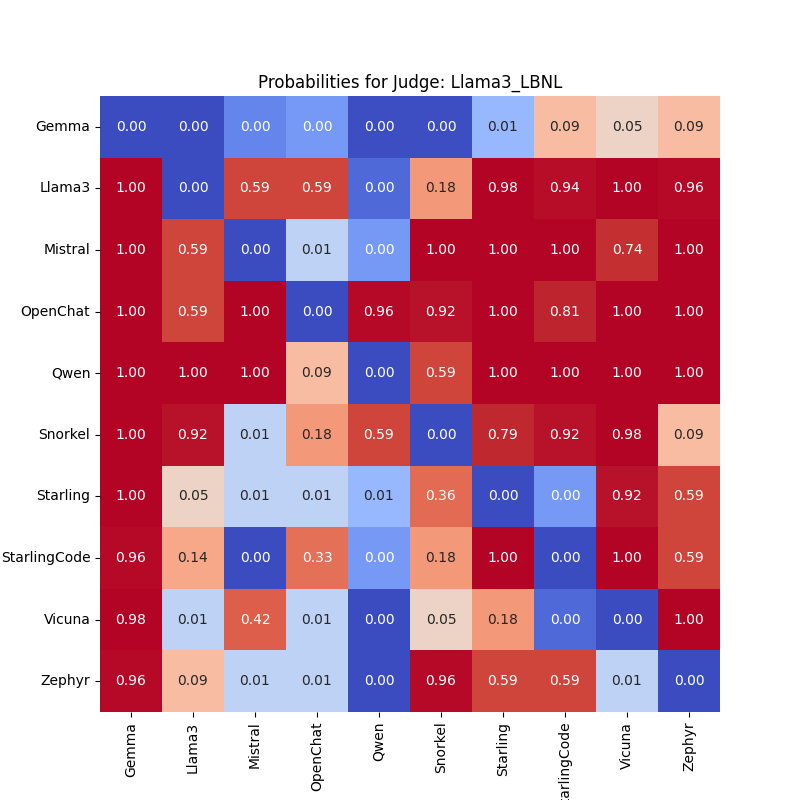 Probabilities for Judge: Llama3_LBNL
Gemma 0.00 0.00 0.00 0.00 0.00 0.00 0.01 0.09 0.05 0.09
Llama3 1.00 0.00 0.59 0.59 0.00 0.18 0.98 0.94 1.00 0.96
Mistral 1.00 0.59 0.00 0.01 0.00 1.00 1.00 1.00 0.74 1.00
OpenChat 1.00 0.59 1.00 0.00 0.96 0.92 1.00 0.81 1.00 1.00
Qwen 1.00 1.00 1.00 0.09 0.00 0.59 1.00 1.00 1.00 1.00
Snorkel 1.00 0.92 0.01 0.18 0.59 0.00 0.79 0.92 0.98 0.09
Starling 1.00 0.05 0.01 0.01 0.01 0.36 0.00 0.00 0.92 0.59
StarlingCode 0.96 0.14 0.00 0.33 0.00 0.18 1.00 0.00 1.00 0.59
Vicuna 0.98 0.01 0.42 0.01 0.00 0.05 0.18 0.00 0.00 1.00
Zephyr 0.96 0.09 0.01 0.01 0.00 0.96 0.59 0.59 0.01 0.00
Gemma Llama3 Mistral OpenChat Qwen Snorkel Starling arlingCode Vicuna Zephyr